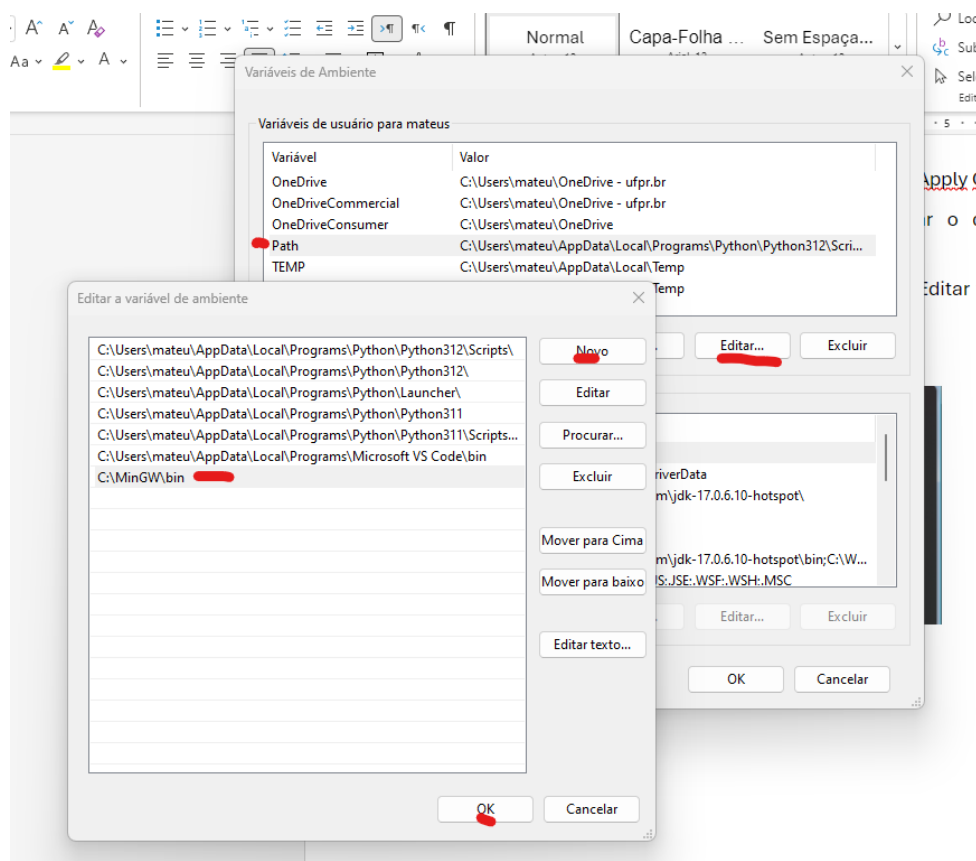 Aa
A
Normal
Capa-Folha ...
Sem Espaça...
Loc
Sub
Sel
Edit
Variáveis de Ambiente
· 5 ·
Variáveis de usuário para mateus
Variável Valor
OneDrive C:\Users\mateu\OneDrive - ufpr.br
OneDriveCommercial C:\Users\mateu\OneDrive - ufpr.br
OneDriveConsumer C:\Users\mateu\OneDrive
Path C:\Users\mateu\AppData\Local\Programs\Python\Python312\Scri...
TEMP C:\Users\mateu\AppData\Local\Temp
Temp
Apply
r o
Editar
Editar... Excluir
riverData
m\jdk-17.0.6.10-hotspot\
m\jdk-17.0.6.10-hotspot\bin;C:\W...
S:.JSE:.WSF:.WSH:.MSC
Editar... Excluir
OK Cancelar
Editar a variável de ambiente
C:\Users\mateu\AppData\Local\Programs\Python\Python312\Scripts\
C:\Users\mateu\AppData\Local\Programs\Python\Python312\
C:\Users\mateu\AppData\Local\Programs\Python\Launcher\
C:\Users\mateu\AppData\Local\Programs\Python\Python311
C:\Users\mateu\AppData\Local\Programs\Python\Python311\Scripts...
C:\Users\mateu\AppData\Local\Programs\Microsoft VS Code\bin
C:\MinGW\bin
Novo
Editar
Procurar...
Excluir
Mover para Cima
Mover para baixo
Editar texto...
OK Cancelar